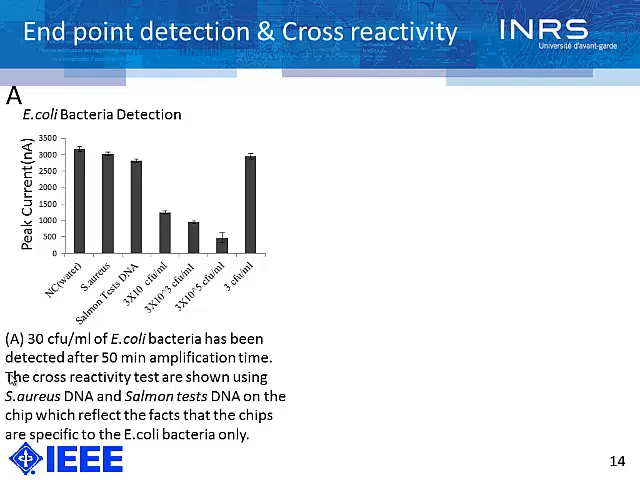 End point detection & Cross reactivity
INRS
Université d'avant-garde
A
E.coli Bacteria Detection
Peak Current(nA)
3500
3000
2500
2000
1500
1000
500
0
NC(water)
S.aureus
Salmon Tests DNA
3X10 cfu/ml
3X10^3 cfu/ml
3X10^5 cfu/ml
3 cfu/ml
(A) 30 cfu/ml of E.coli bacteria has been
detected after 50 min amplification time.
The cross reactivity test are shown using
S.aureus DNA and Salmon tests DNA on the
chip which reflect the facts that the chips
are specific to the E.coli bacteria only.
IEEE
14